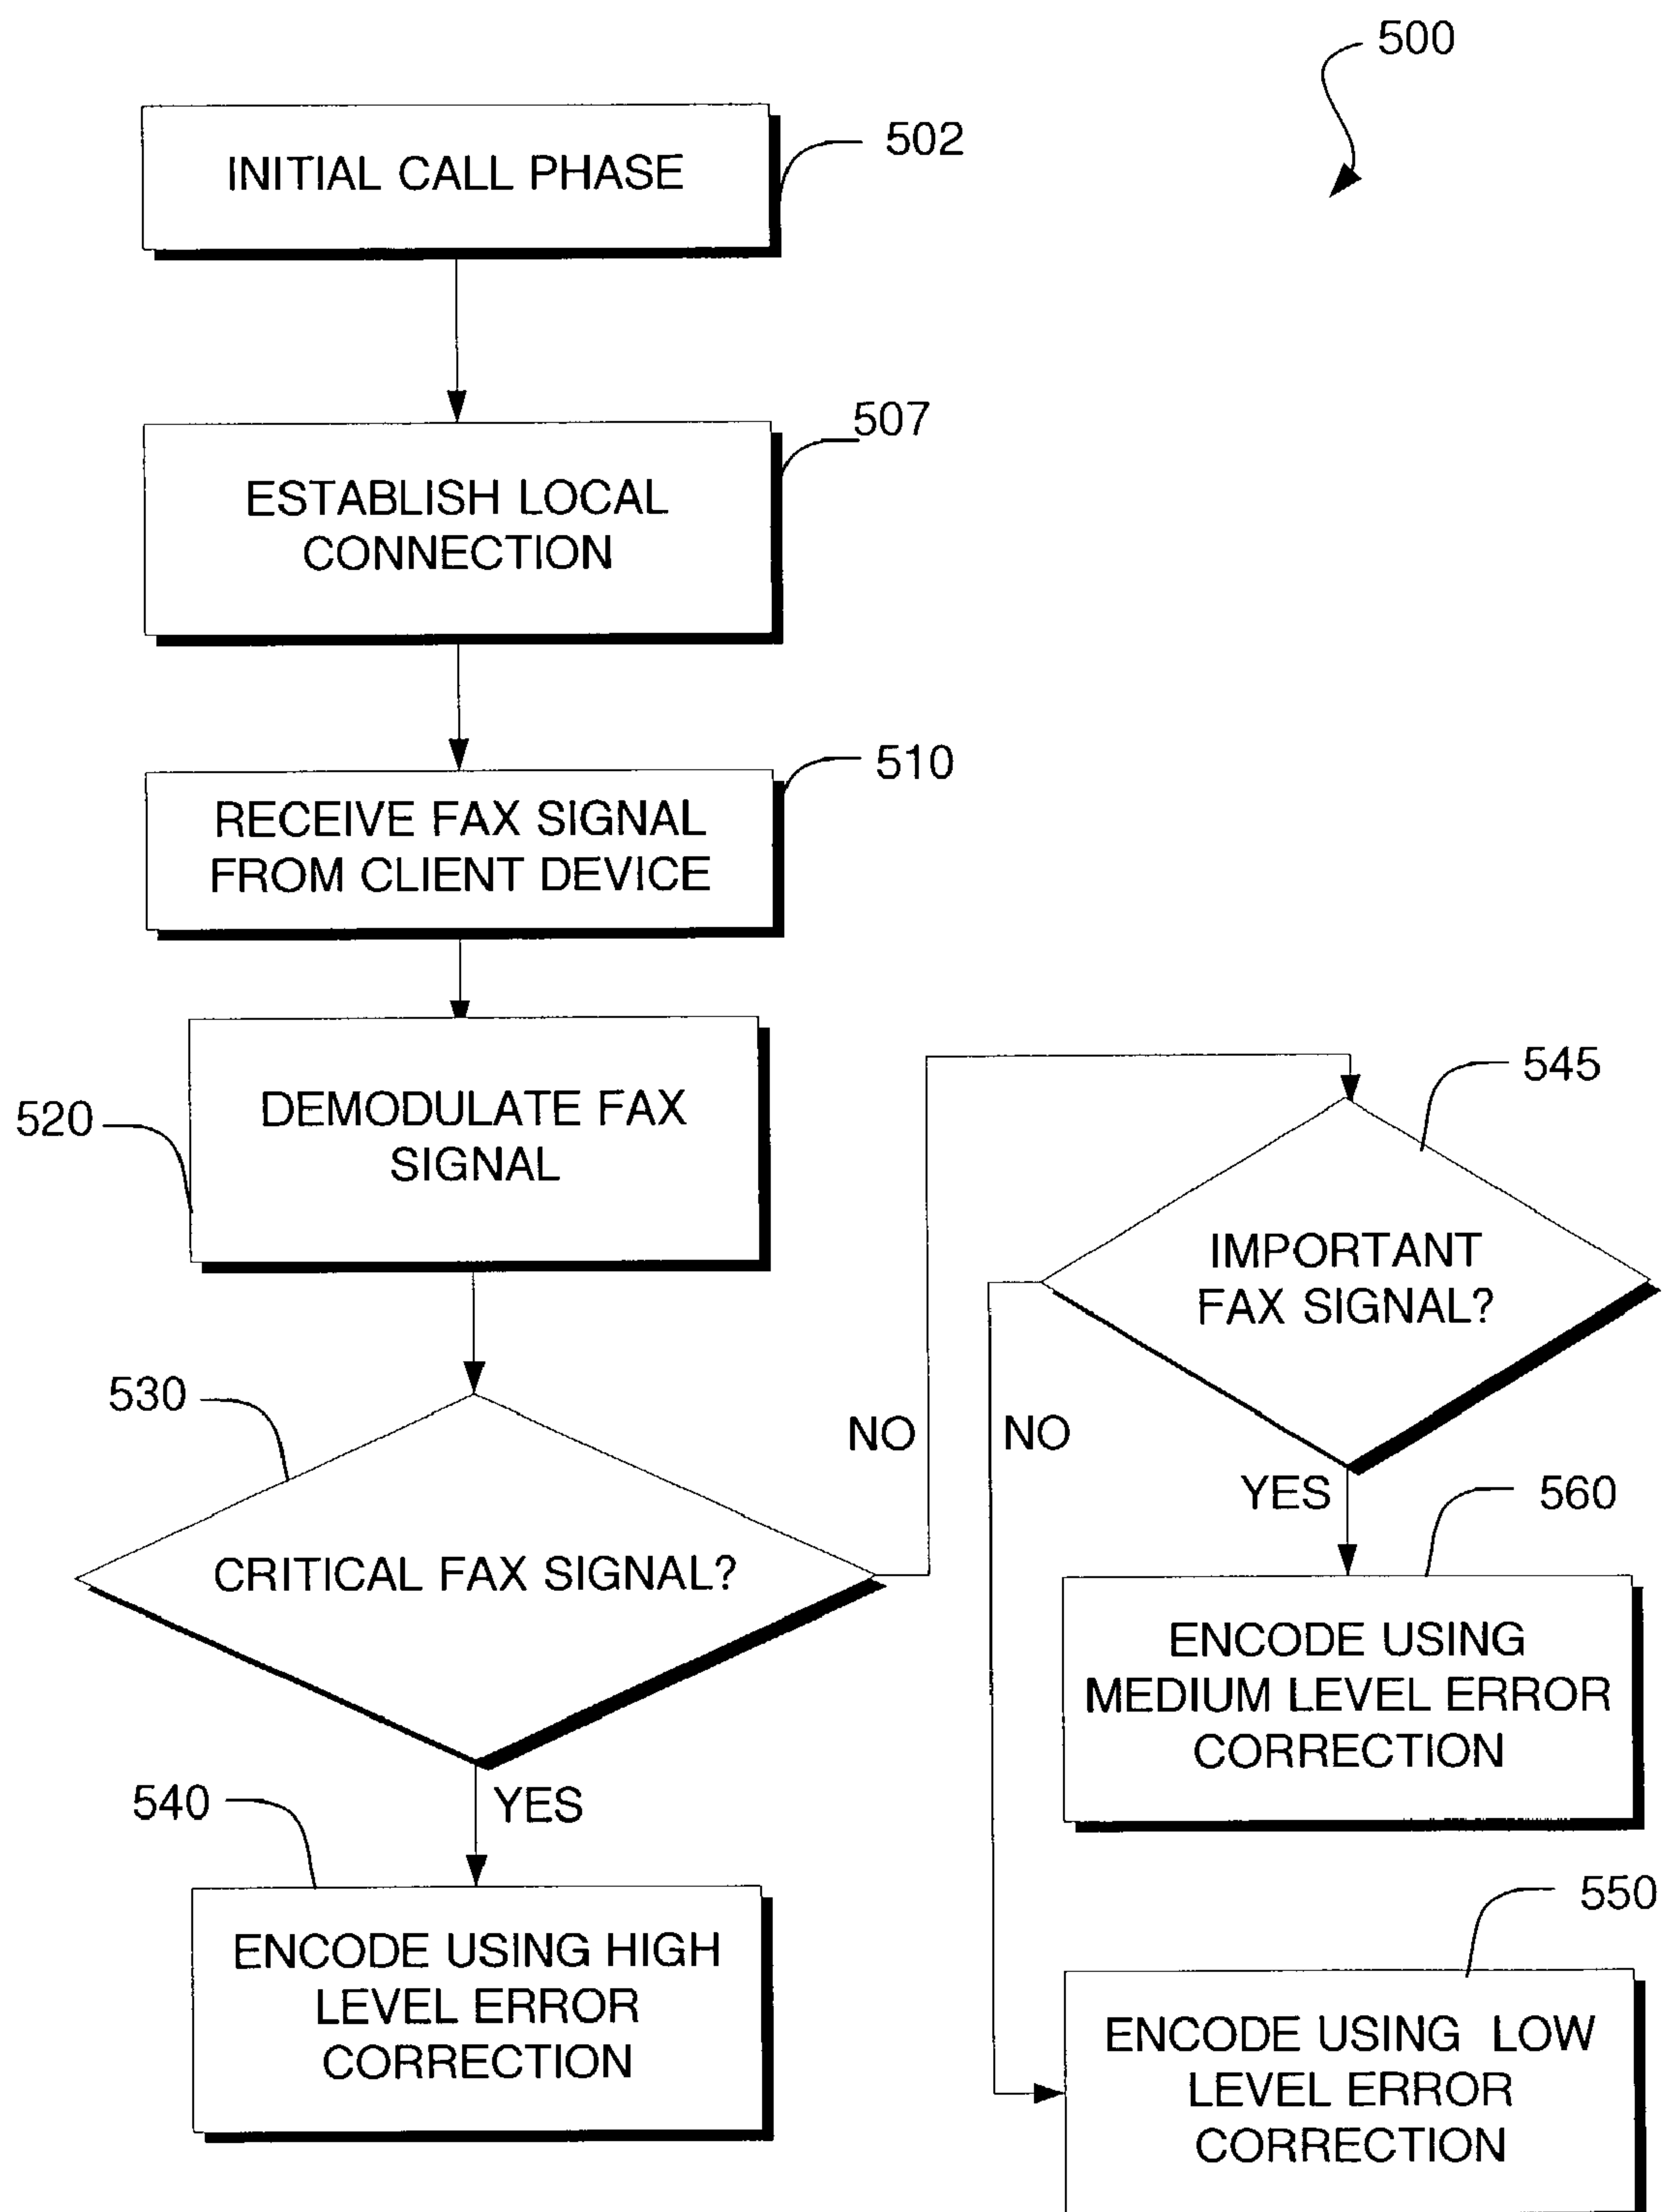 500
502
INITIAL CALL PHASE
507
ESTABLISH LOCAL
CONNECTION
510
RECEIVE FAX SIGNAL
FROM CLIENT DEVICE
520
DEMODULATE FAX
SIGNAL
530
CRITICAL FAX SIGNAL?
NO
YES
540
ENCODE USING HIGH
LEVEL ERROR
CORRECTION
545
IMPORTANT
FAX SIGNAL?
NO
YES
560
ENCODE USING
MEDIUM LEVEL ERROR
CORRECTION
550
ENCODE USING LOW
LEVEL ERROR
CORRECTION